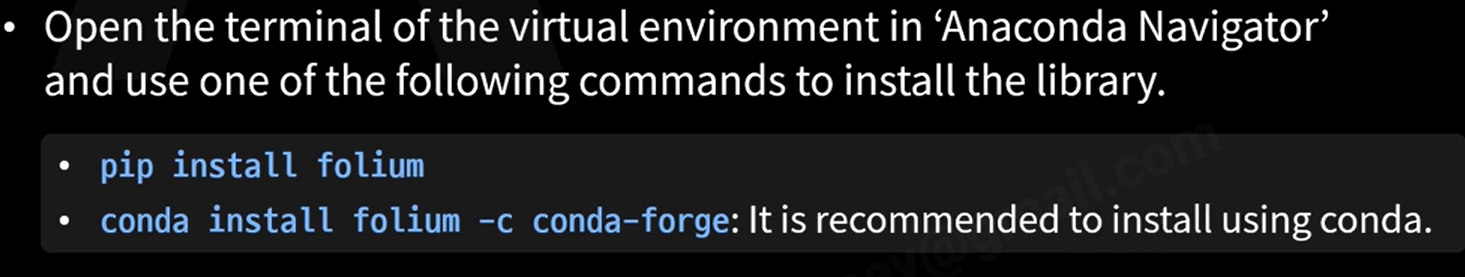 • Open the terminal of the virtual environment in ‘Anaconda Navigator’
and use one of the following commands to install the library.
• pip install folium
• conda install folium -c conda-forge: It is recommended to install using conda.